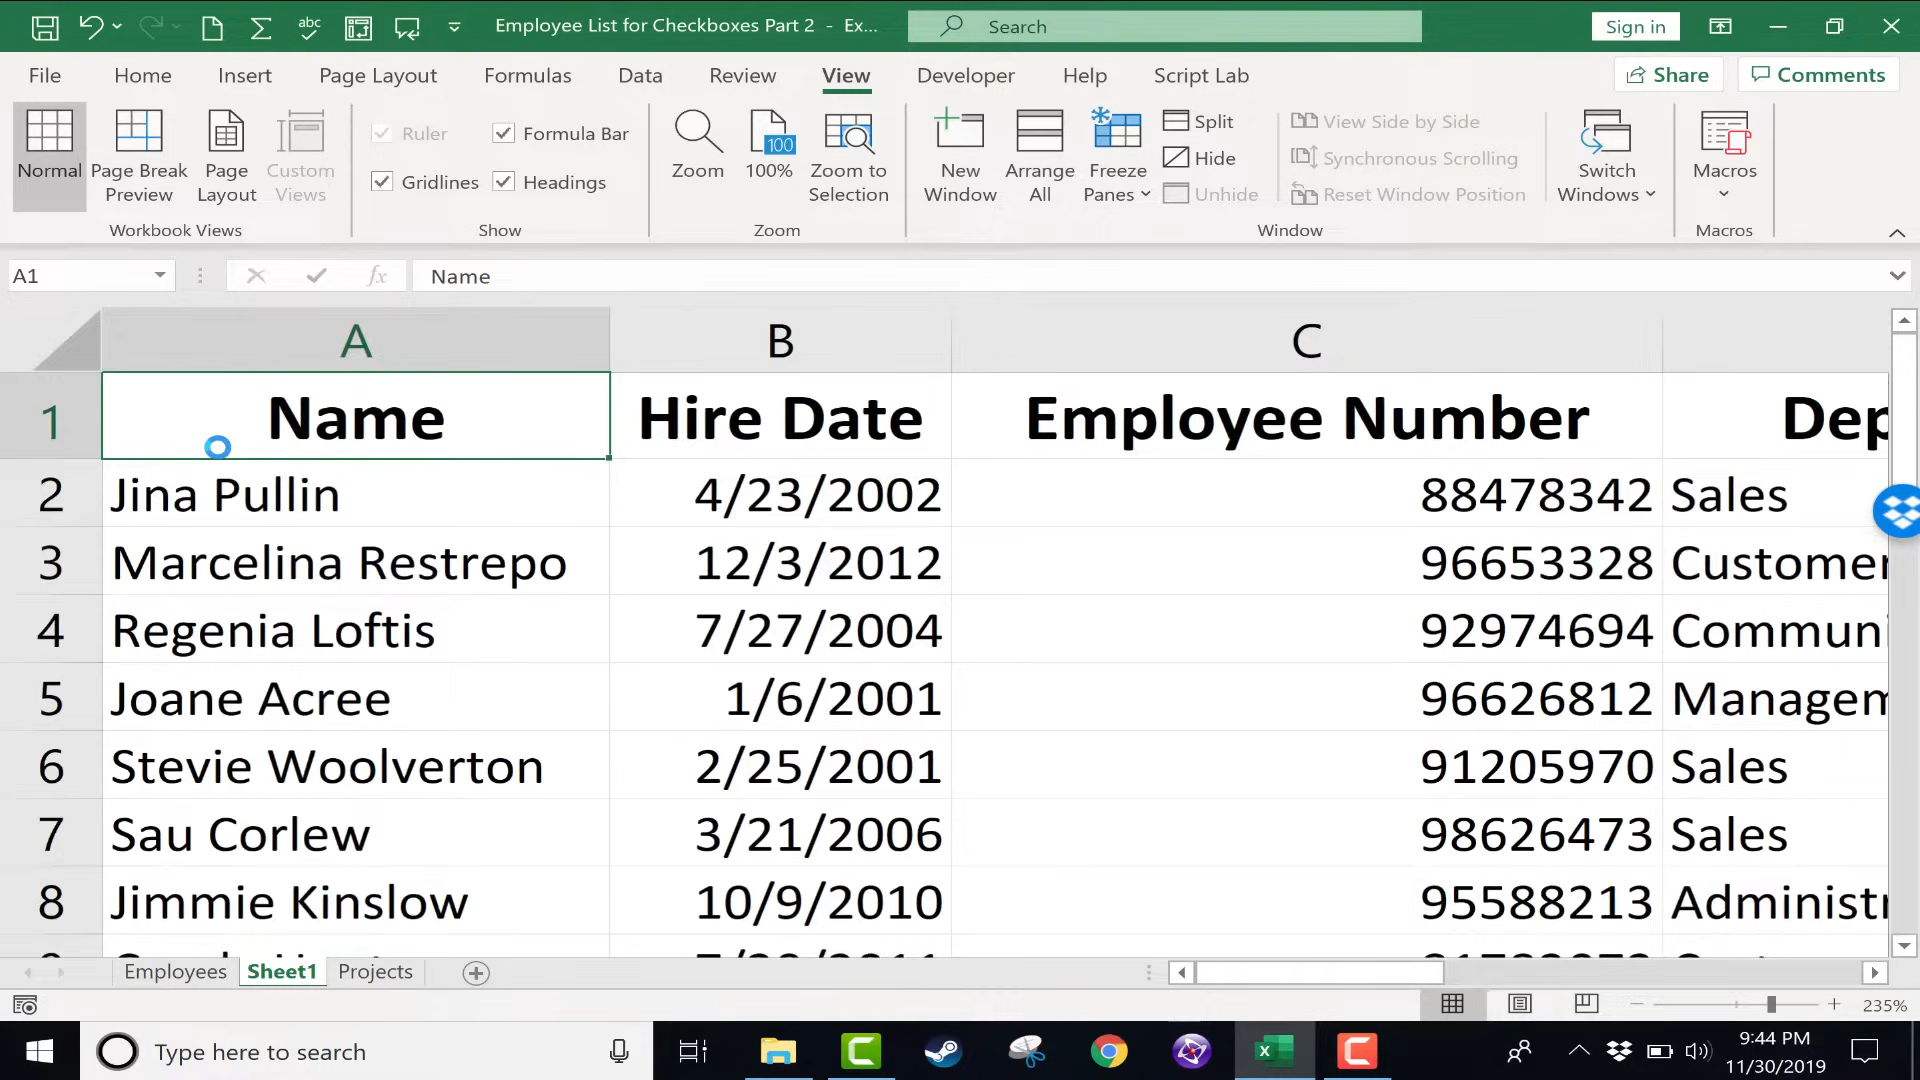 Employee List for Checkboxes Part 2 - Ex... Search Sign in
File Home Insert Page Layout Formulas Data Review View Developer Help Script Lab Share Comments
Normal Page Break Preview Page Layout Custom Views
Workbook Views
Ruler Formula Bar
Gridlines Headings
Show
Zoom 100% Zoom to Selection
Zoom
New Window Arrange All Freeze Panes
Split
Hide
Unhide
View Side by Side
Synchronous Scrolling
Reset Window Position
Switch Windows
Window
Macros
Macros
A1 fx Name
A B C
1 Name Hire Date Employee Number Dep
2 Jina Pullin 4/23/2002 88478342 Sales
3 Marcelina Restrepo 12/3/2012 96653328 Customer
4 Regenia Loftis 7/27/2004 92974694 Communi
5 Joane Acree 1/6/2001 96626812 Managem
6 Stevie Woolverton 2/25/2001 91205970 Sales
7 Sau Corlew 3/21/2006 98626473 Sales
8 Jimmie Kinslow 10/9/2010 95588213 Administr
Employees Sheet1 Projects
235%
Type here to search
9:44 PM
11/30/2019